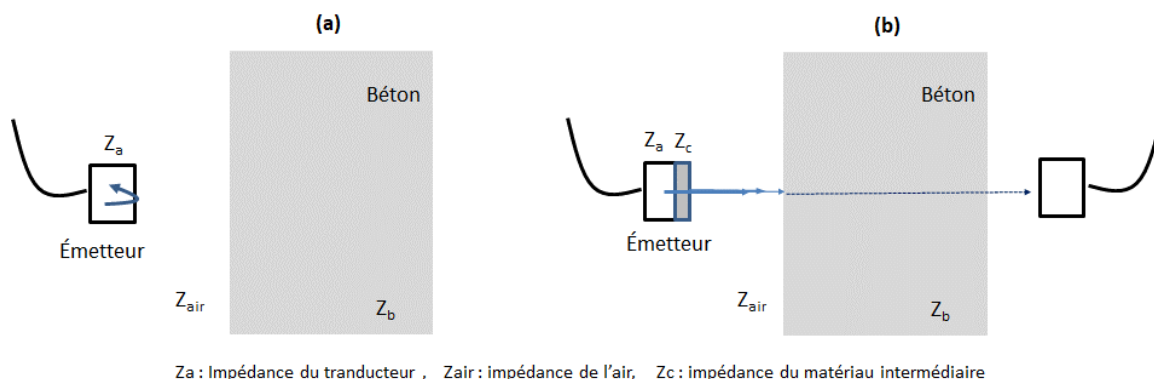 (a)
Béton
Za
Émetteur
Zair
Zb
(b)
Béton
Za Zc
Émetteur
Zair
Zb
Za : Impédance du tranducteur , Zair : impédance de l'air, Zc : impédance du matériau intermédiaire